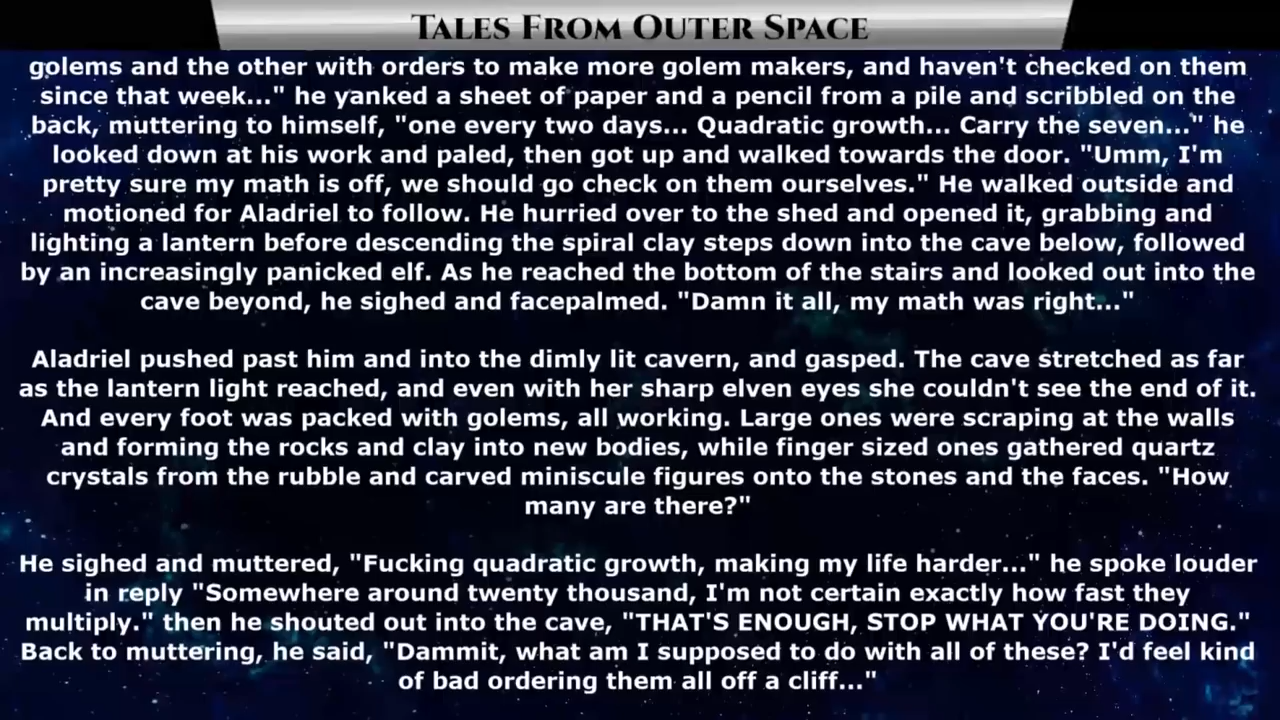 Tales From Outer Space
golems and the other with orders to make more golem makers, and haven't checked on them
since that week..." he yanked a sheet of paper and a pencil from a pile and scribbled on the
back, muttering to himself, "one every two days... Quadratic growth... Carry the seven..." he
looked down at his work and paled, then got up and walked towards the door. "Umm, I'm
pretty sure my math is off, we should go check on them ourselves." He walked outside and
motioned for Aladriel to follow. He hurried over to the shed and opened it, grabbing and
lighting a lantern before descending the spiral clay steps down into the cave below, followed
by an increasingly panicked elf. As he reached the bottom of the stairs and looked out into the
cave beyond, he sighed and facepalmed. "Damn it all, my math was right..."
Aladriel pushed past him and into the dimly lit cavern, and gasped. The cave stretched as far
as the lantern light reached, and even with her sharp elven eyes she couldn't see the end of it.
And every foot was packed with golems, all working. Large ones were scraping at the walls
and forming the rocks and clay into new bodies, while finger sized ones gathered quartz
crystals from the rubble and carved miniscule figures onto the stones and the faces. "How
many are there?"
He sighed and muttered, "Fucking quadratic growth, making my life harder..." he spoke louder
in reply "Somewhere around twenty thousand, I'm not certain exactly how fast they
multiply." then he shouted out into the cave, "THAT'S ENOUGH, STOP WHAT YOU'RE DOING."
Back to muttering, he said, "Dammit, what am I supposed to do with all of these? I'd feel kind
of bad ordering them all off a cliff..."